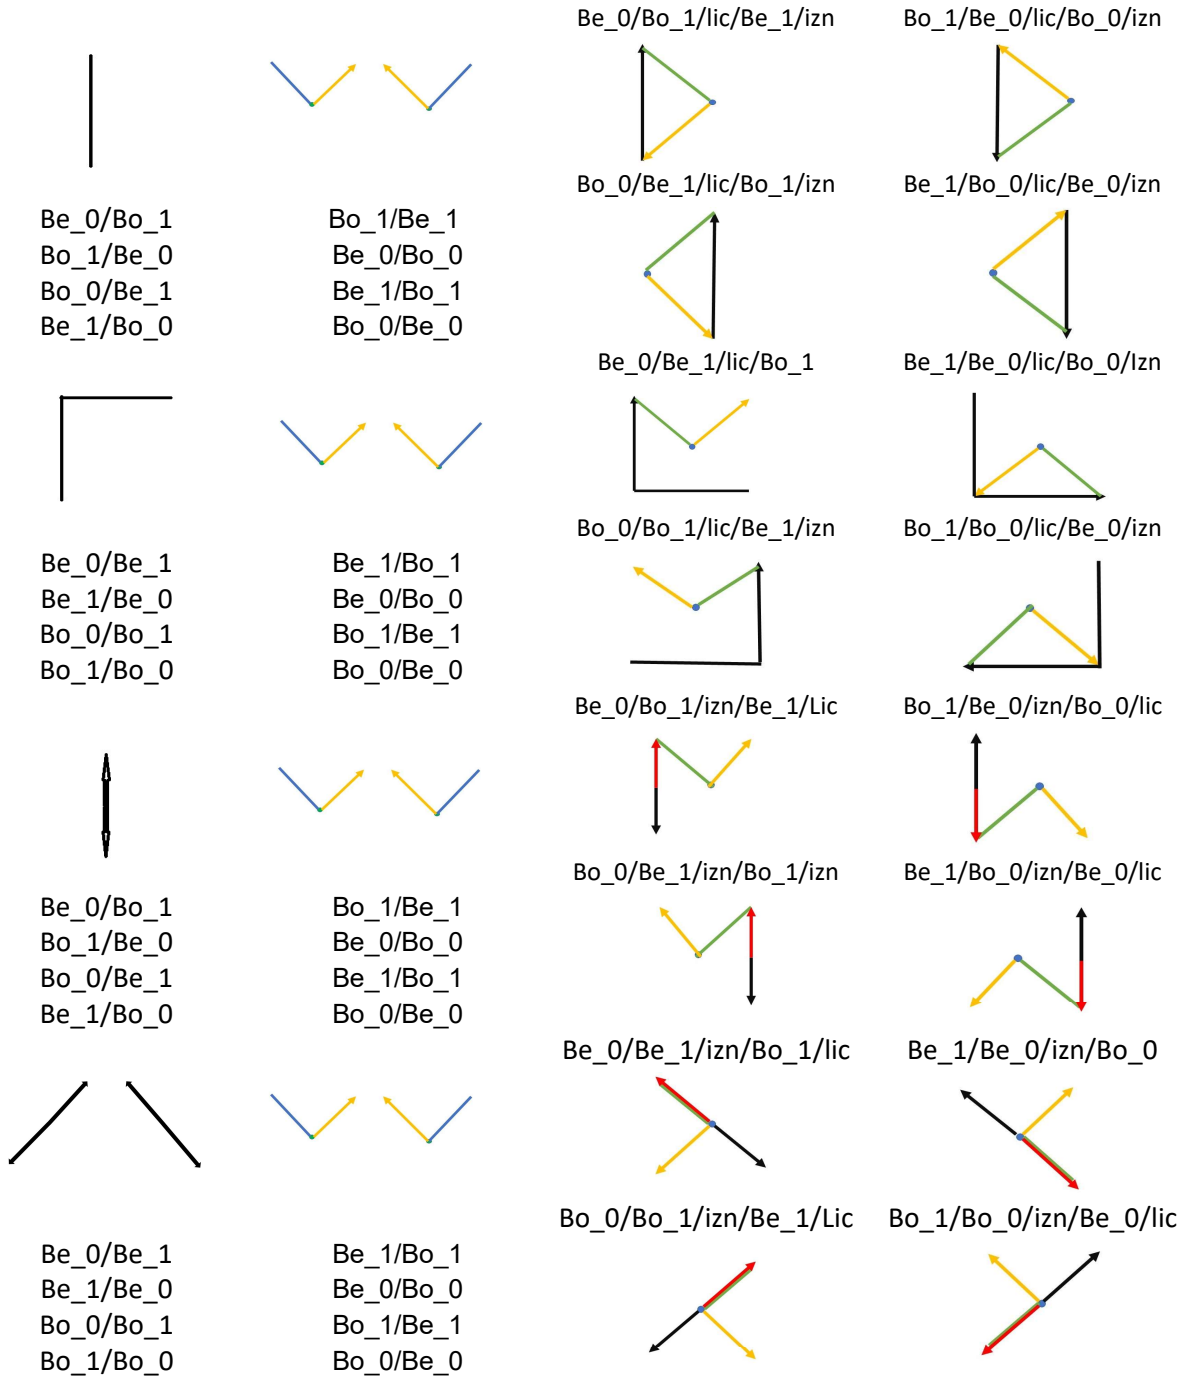 Be_0/Bo_1/lic/Be_1/izn
Bo_1/Be_0/lic/Bo_0/izn
Be_0/Bo_1
Bo_1/Be_0
Bo_0/Be_1
Be_1/Bo_0
Bo_1/Be_1
Be_0/Bo_0
Be_1/Bo_1
Bo_0/Be_0
Bo_0/Be_1/lic/Bo_1/izn
Be_1/Bo_0/lic/Be_0/izn
Be_0/Be_1/lic/Bo_1
Be_1/Be_0/lic/Bo_0/Izn
Be_0/Be_1
Be_1/Be_0
Bo_0/Bo_1
Bo_1/Bo_0
Be_1/Bo_1
Be_0/Bo_0
Bo_1/Be_1
Bo_0/Be_0
Bo_0/Bo_1/lic/Be_1/izn
Bo_1/Bo_0/lic/Be_0/izn
Be_0/Bo_1/izn/Be_1/Lic
Bo_1/Be_0/izn/Bo_0/lic
Be_0/Bo_1
Bo_1/Be_0
Bo_0/Be_1
Be_1/Bo_0
Bo_1/Be_1
Be_0/Bo_0
Be_1/Bo_1
Bo_0/Be_0
Bo_0/Be_1/izn/Bo_1/izn
Be_1/Bo_0/izn/Be_0/lic
Be_0/Be_1/izn/Bo_1/lic
Be_1/Be_0/izn/Bo_0
Be_0/Be_1
Be_1/Be_0
Bo_0/Bo_1
Bo_1/Bo_0
Be_1/Bo_1
Be_0/Bo_0
Bo_1/Be_1
Bo_0/Be_0
Bo_0/Bo_1/izn/Be_1/Lic
Bo_1/Bo_0/izn/Be_0/lic